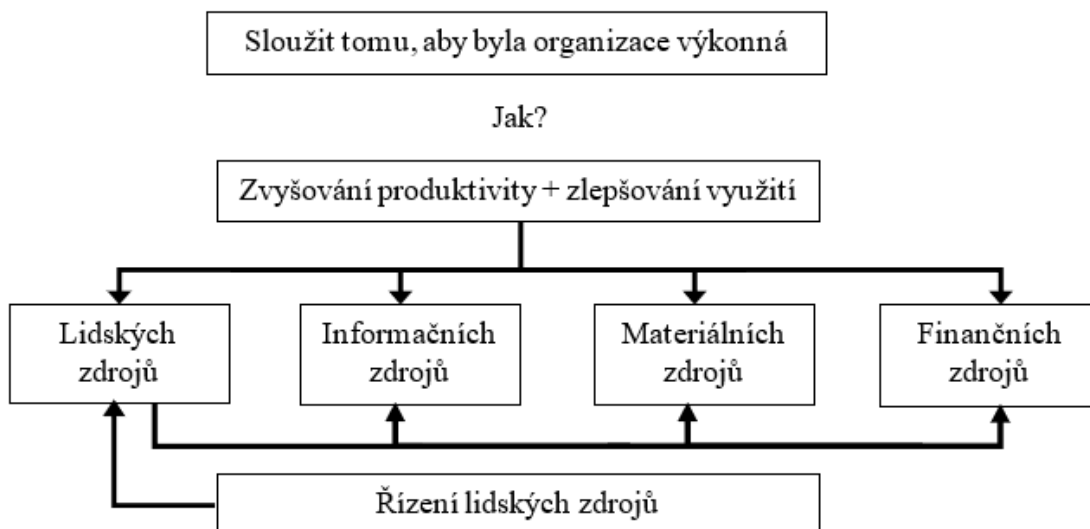 Sloužit tomu, aby byla organizace výkonná
Jak?
Zvyšování produktivity + zlepšování využití
Lidských
zdrojů
Informačních
zdrojů
Materiálních
zdrojů
Finančních
zdrojů
Řízení lidských zdrojů